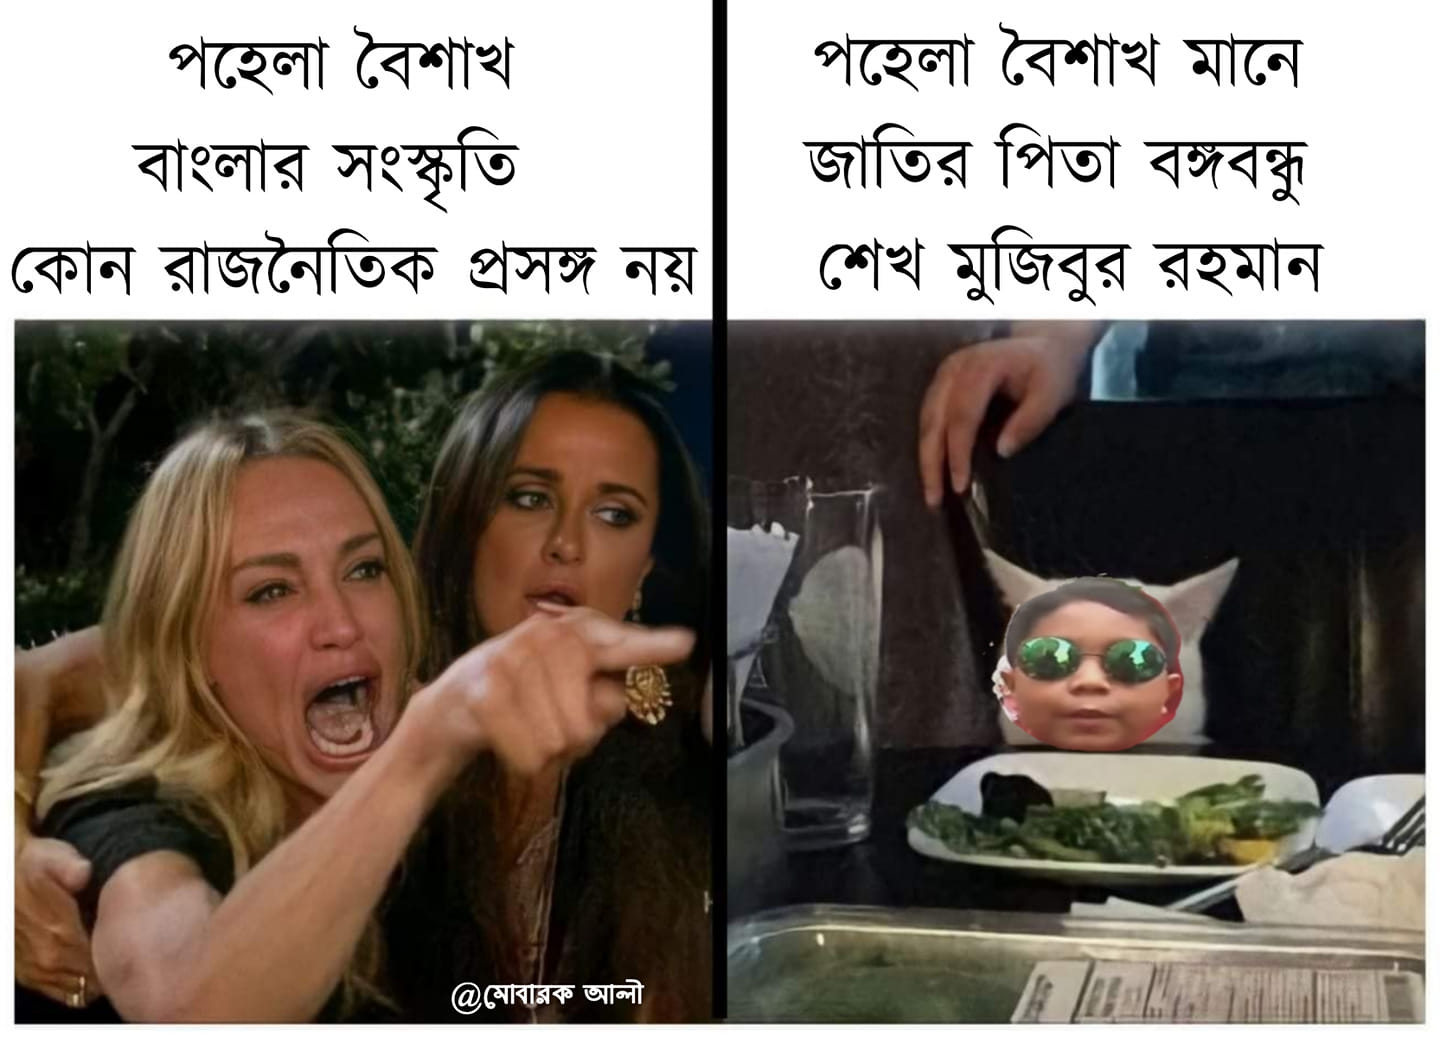 পহেলা বৈশাখ
বাংলার সংস্কৃতি
কোন রাজনৈতিক প্রসঙ্গ নয়
পহেলা বৈশাখ মানে
জাতির পিতা বঙ্গবন্ধু
শেখ মুজিবুর রহমান
@মোবারক আলী